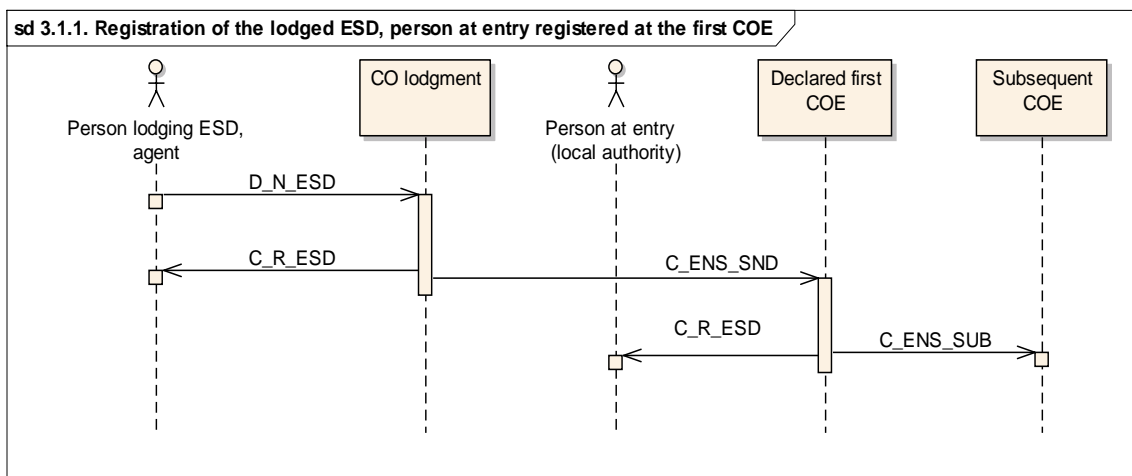 sd 3.1.1. Registration of the lodged ESD, person at entry registered at the first COE
Person lodging ESD,
agent
CO lodgment
Person at entry
(local authority)
Declared first
COE
Subsequent
COE
D_N_ESD
C_R_ESD
C_ENS_SND
C_R_ESD
C_ENS_SUB